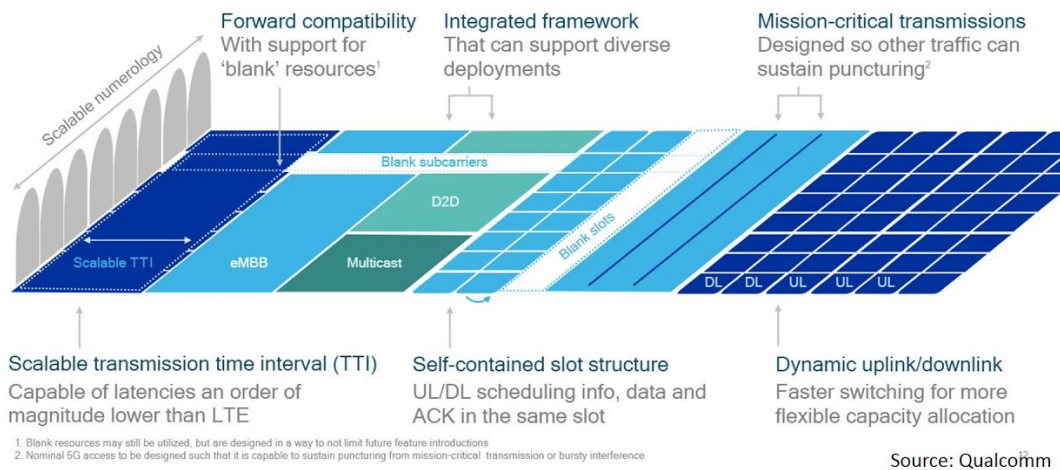 Forward compatibility
With support for
‘blank’ resources¹
Integrated framework
That can support diverse
deployments
Mission-critical transmissions
Designed so other traffic can
sustain puncturing²
Scalable numerology
Blank subcarriers
D2D
Blank slots
Scalable TTI
eMBB
Multicast
DL DL UL UL UL
Scalable transmission time interval (TTI)
Capable of latencies an order of
magnitude lower than LTE
Self-contained slot structure
UL/DL scheduling info, data and
ACK in the same slot
Dynamic uplink/downlink
Faster switching for more
flexible capacity allocation
1. Blank resources may still be utilized, but are designed in a way to not limit future feature introductions
2. Nominal 5G access to be designed such that it is capable to sustain puncturing from mission-critical transmission or bursty interference
Source: Qualcomm